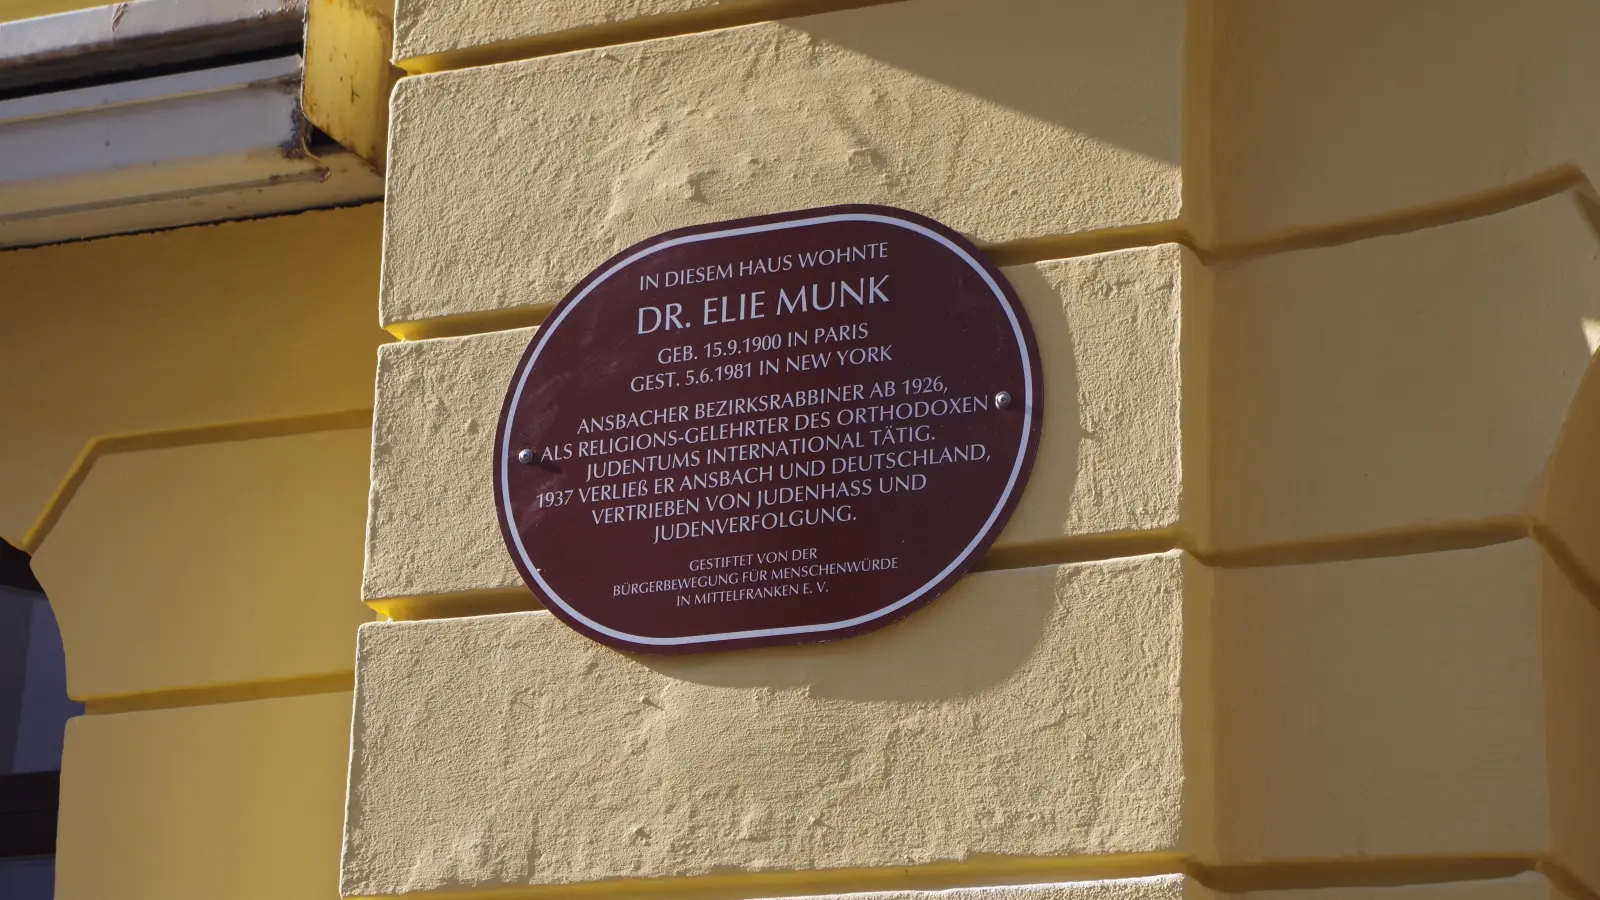 IN DIESEM HAUS WOHNTE
DR. ELIE MUNK
GEB. 15.9.1900 IN PARIS
GEST. 5.6.1981 IN NEW YORK
ANSBACHER BEZIRKSRABBINER AB 1926,
ALS RELIGIONS-GELEHRTER DES ORTHODOXEN
JUDENTUMS INTERNATIONAL TÄTIG.
1937 VERLIEß ER ANSBACH UND DEUTSCHLAND,
VERTRIEBEN VON JUDENHASS UND
JUDENVERFOLGUNG.
GESTIFTET VON DER
BÜRGERBEWEGUNG FÜR MENSCHENWÜRDE
IN MITTELFRANKEN E. V.